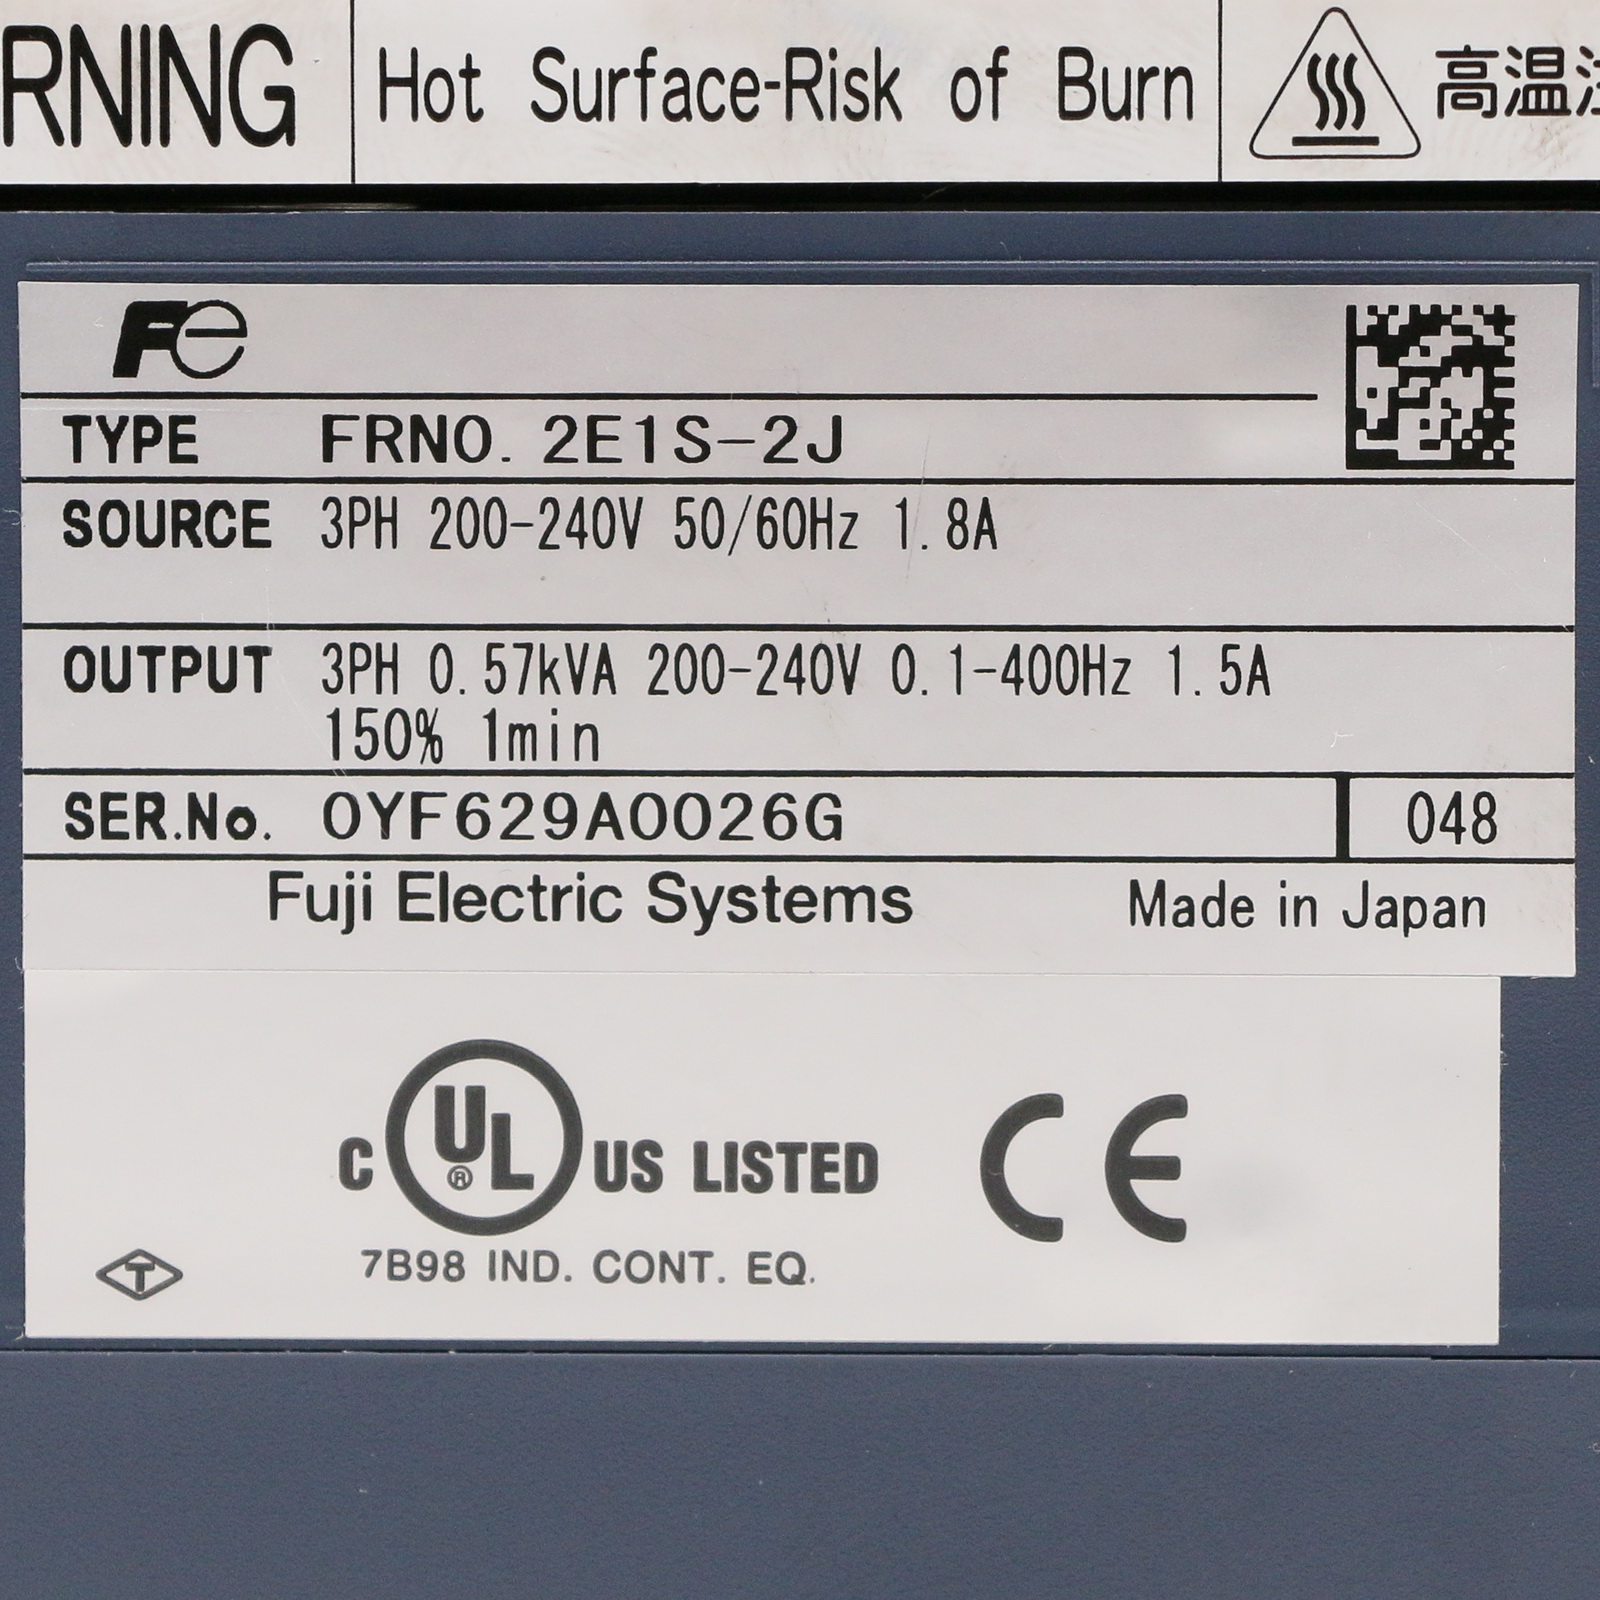 RNING Hot Surface-Risk of Burn 高温
Fe
TYPE FRN0. 2E1S-2J
SOURCE 3PH 200-240V 50/60Hz 1. 8A
OUTPUT 3PH 0. 57kVA 200-240V 0. 1-400Hz 1. 5A
150% 1min
SER.No. 0YF629A0026G 048
Fuji Electric Systems Made in Japan
C UL ® US LISTED CE
7B98 IND. CONT. EQ.
T